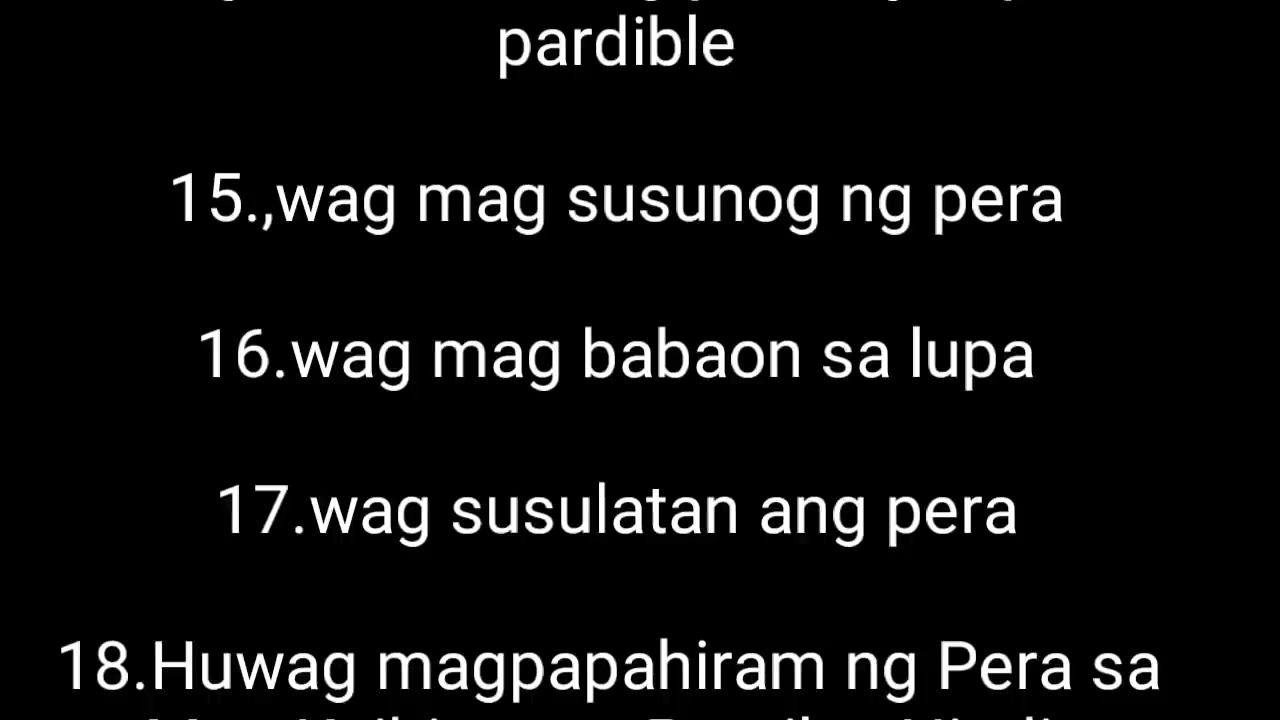 pardible
15.,wag mag susunog ng pera
16.wag mag babaon sa lupa
17.wag susulatan ang pera
18.Huwag magpapahiram ng Pera sa